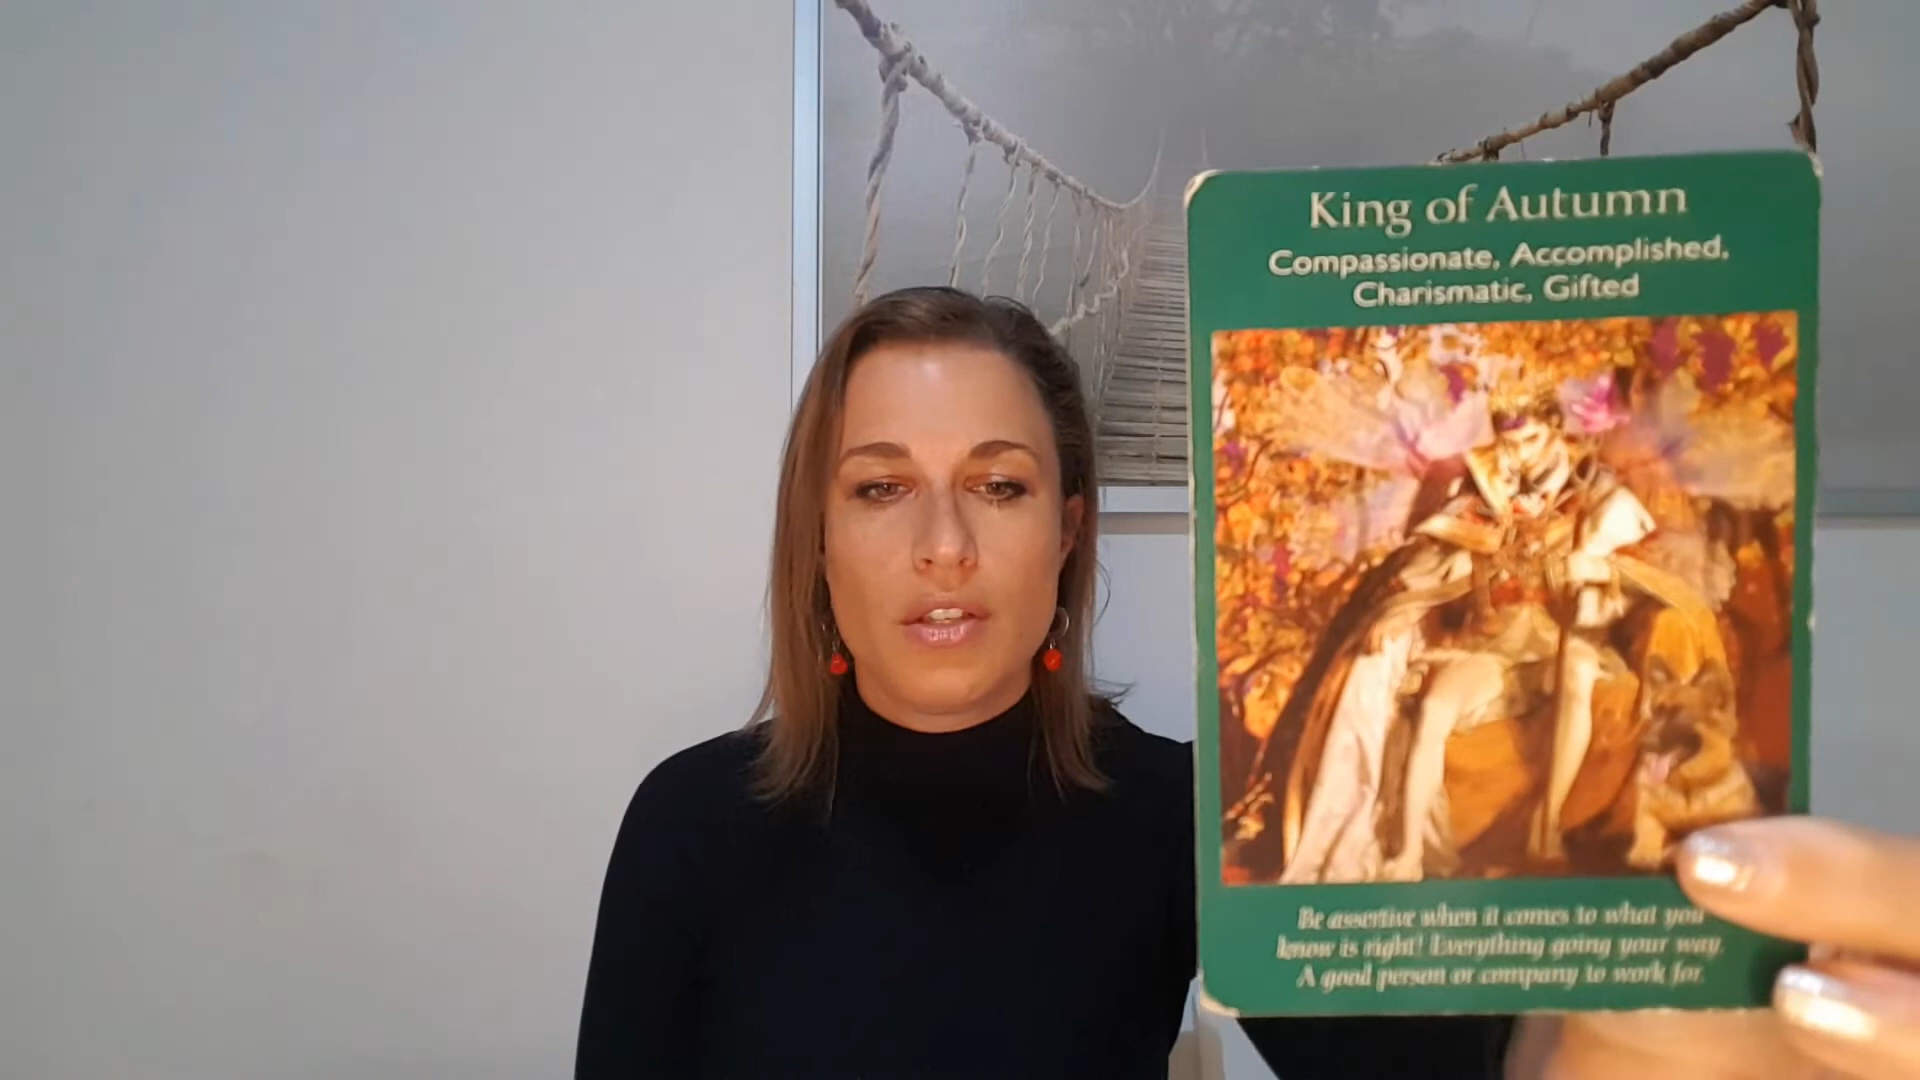 King of Autumn
Compassionate, Accomplished,
Charismatic, Gifted
Be assertive when it comes to what you
know is right! Everything going your way.
A good person or company to work for.